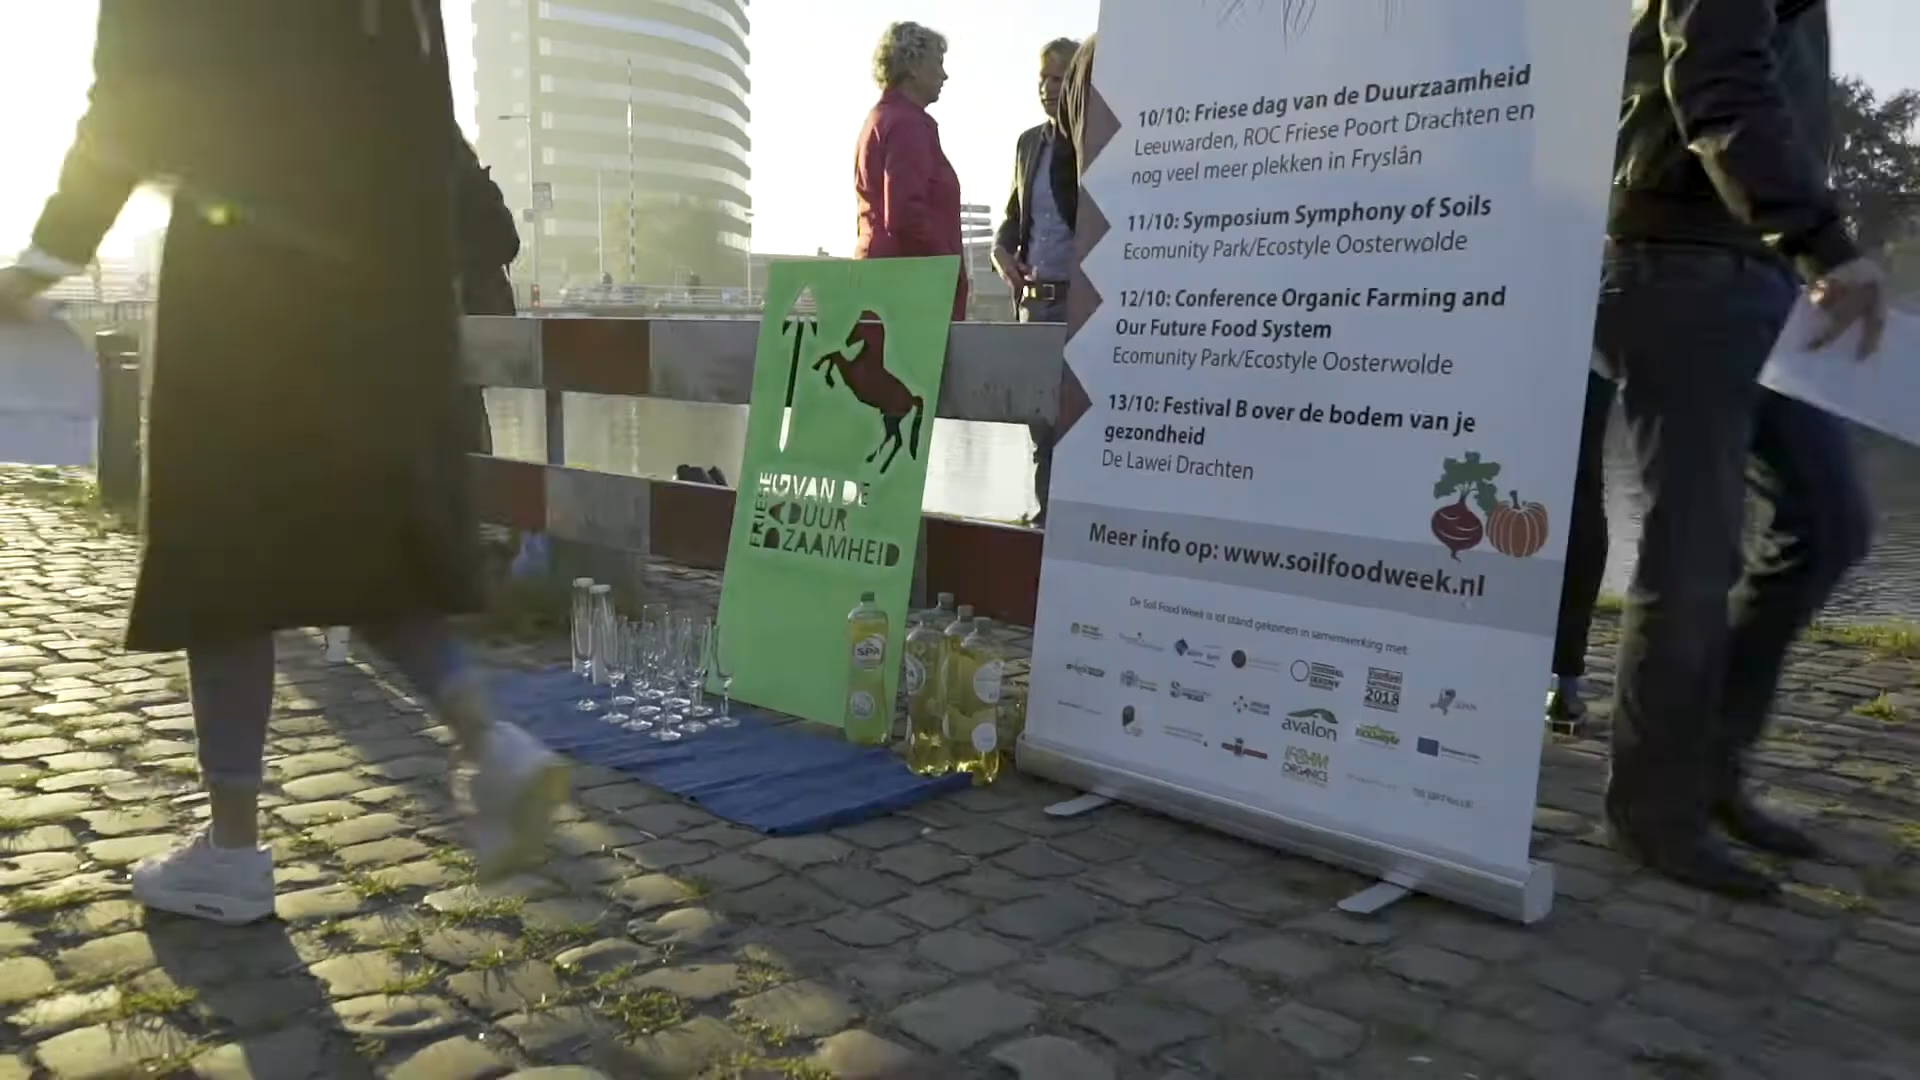 10/10: Friese dag van de Duurzaamheid
Leeuwarden, ROC Friese Poort Drachten en
nog veel meer plekken in Fryslân
11/10: Symposium Symphony of Soils
Ecomunity Park/Ecostyle Oosterwolde
12/10: Conference Organic Farming and
Our Future Food System
Ecomunity Park/Ecostyle Oosterwolde
13/10: Festival B over de bodem van je
gezondheid
De Lawei Drachten
Meer info op: www.soilfoodweek.nl
De Soil Food Week is tot stand gekomen in samenwerking met:
2018
avalon
IFOAM
ORGANICS
FRIESE
DAG VAN DE
DUUR
ZAAMHEID
SPA